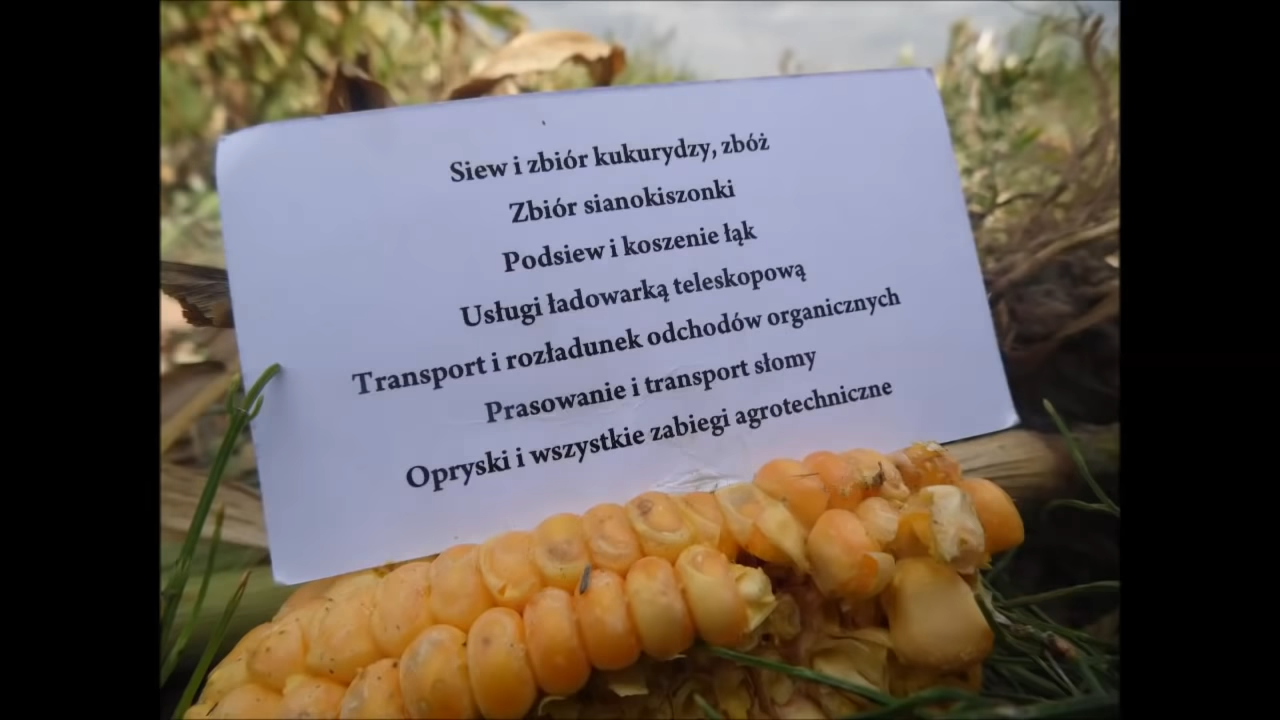 Siew i zbiór kukurydzy, zbóż
Zbiór sianokiszonki
Podsiew i koszenie łąk
Usługi ładowarką teleskopową
Transport i rozładunek odchodów organicznych
Prasowanie i transport słomy
Opryski i wszystkie zabiegi agrotechniczne